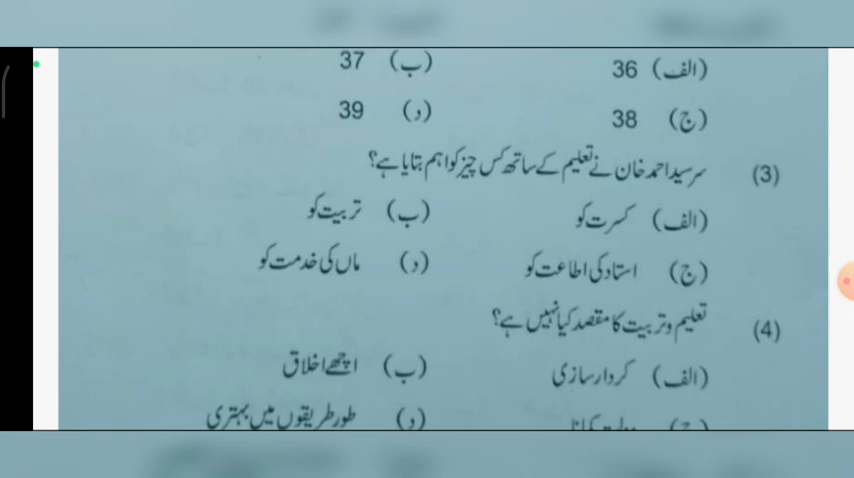 (الف) 36 (ب) 37
(ج) 38 (د) 39
(3) سرسید احمد خان نے تعلیم کے ساتھ کس چیز کو اہم بتایا ہے؟
(الف) کسرت کو (ب) تربیت کو
(ج) استاد کی اطاعت کو (د) ماں کی خدمت کو
(4) تعلیم و تربیت کا مقصد کیا نہیں ہے؟
(الف) کردار سازی (ب) اچھے اخلاق
(ج) (د) طور طریقوں میں بہتری